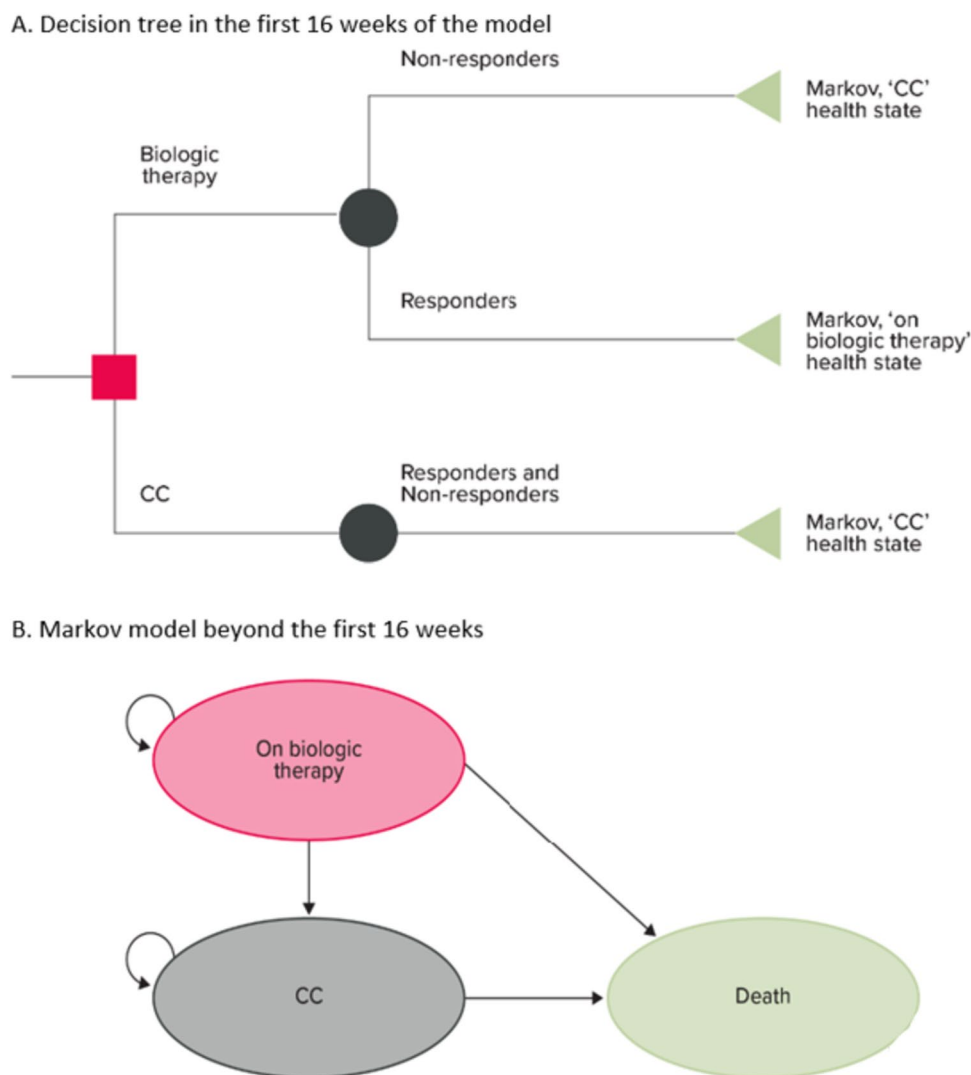 A. Decision tree in the first 16 weeks of the model
Non-responders
Markov, ‘CC’
health state
Biologic
therapy
Responders
Markov, ‘on
biologic therapy’
health state
CC
Responders and
Non-responders
Markov, ‘CC’
health state
B. Markov model beyond the first 16 weeks
On biologic
therapy
CC
Death